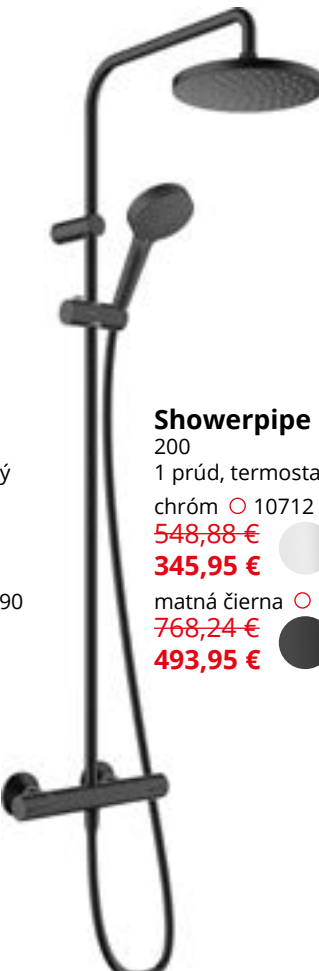 Showerpipe
200
ý
1 prúd, termosta
chróm 10712
548,88 €
345,95 €
90
matná čierna
768,24 €
493,95 €